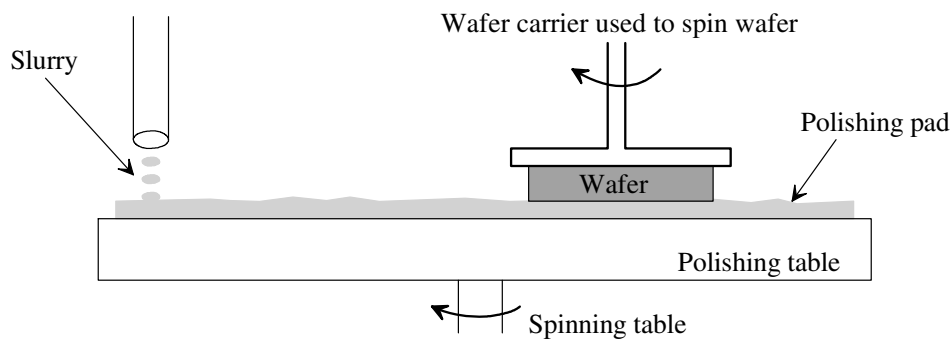 Wafer carrier used to spin wafer
Slurry
Polishing pad
Wafer
Polishing table
Spinning table